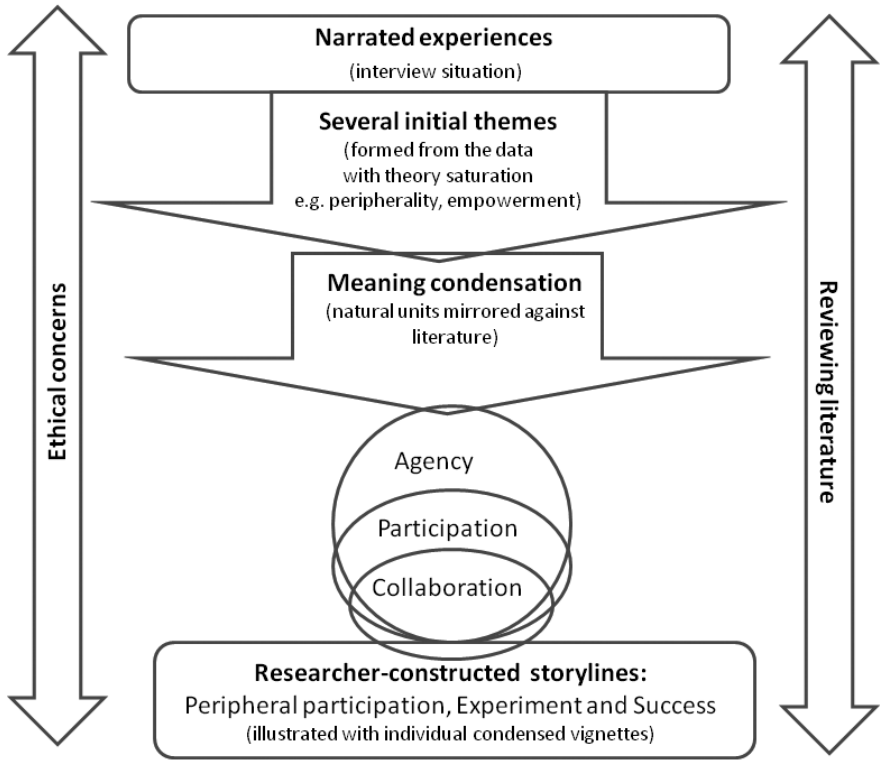 Narrated experiences
(interview situation)
Several initial themes
(formed from the data
with theory saturation
e.g. peripherality, empowerment)
Meaning condensation
(natural units mirrored against
literature)
Ethical concerns
Reviewing literature
Agency
Participation
Collaboration
Researcher-constructed storylines:
Peripheral participation, Experiment and Success
(illustrated with individual condensed vignettes)